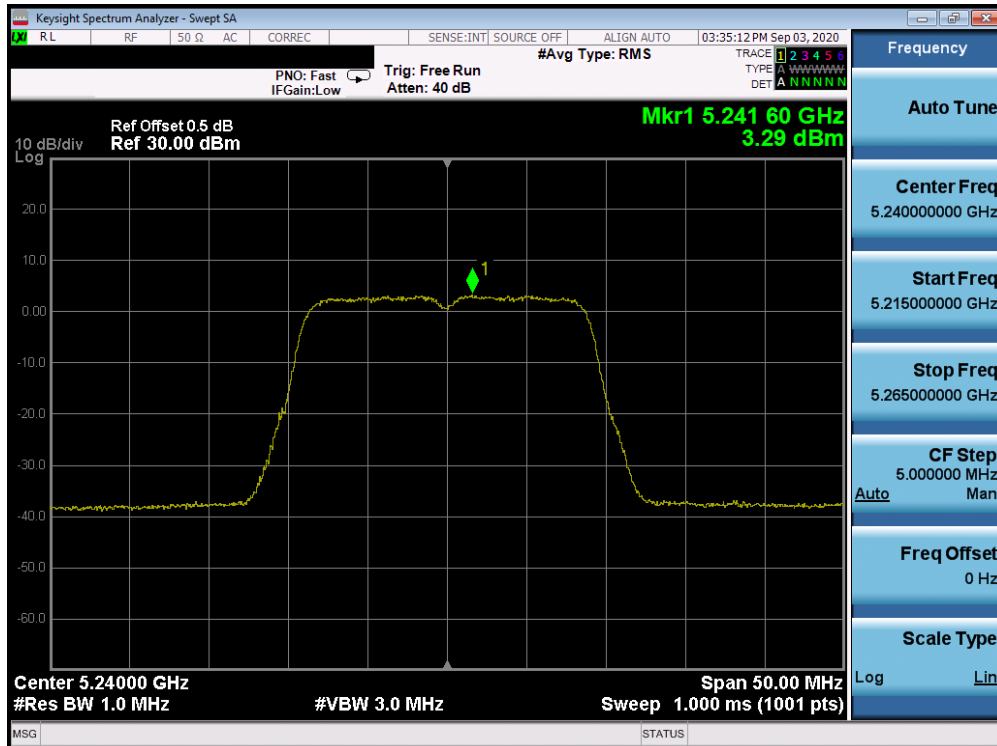 Keysight Spectrum Analyzer - Swept SA
LXI RL RF 50 Ω AC CORREC SENSE:INT SOURCE OFF ALIGN AUTO 03:35:12 PM Sep 03, 2020
#Avg Type: RMS
TRACE 1 2 3 4 5 6
PNO: Fast Trig: Free Run
TYPE A WWWWW
IFGain:Low Atten: 40 dB
DET A N N N N N
Mkr1 5.241 60 GHz
3.29 dBm
Ref Offset 0.5 dB
10 dB/div Ref 30.00 dBm
Log
20.0
10.0
1
0.00
-10.0
-20.0
-30.0
-40.0
-50.0
-60.0
Center 5.24000 GHz Span 50.00 MHz
#Res BW 1.0 MHz #VBW 3.0 MHz Sweep 1.000 ms (1001 pts)
MSG STATUS
Frequency
Auto Tune
Center Freq
5.240000000 GHz
Start Freq
5.215000000 GHz
Stop Freq
5.265000000 GHz
CF Step
5.000000 MHz
Auto Man
Freq Offset
0 Hz
Scale Type
Log Lin